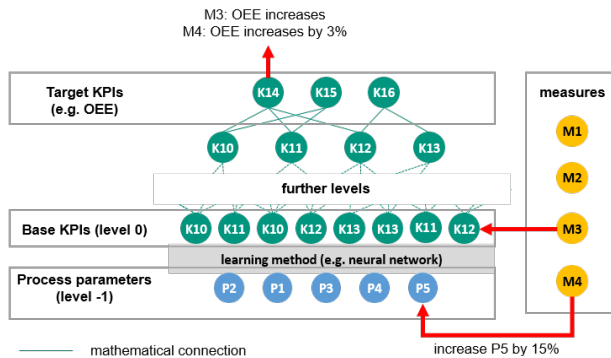 M3: OEE increases
M4: OEE increases by 3%
Target KPIs
(e.g. OEE)
K14 K15 K16
measures
M1
K10 K11 K12 K13
M2
further levels
Base KPIs (level 0)
K10 K11 K10 K12 K13 K13 K11 K12
M3
learning method (e.g. neural network)
Process parameters
(level -1)
P2 P1 P3 P4 P5
M4
increase P5 by 15%
mathematical connection